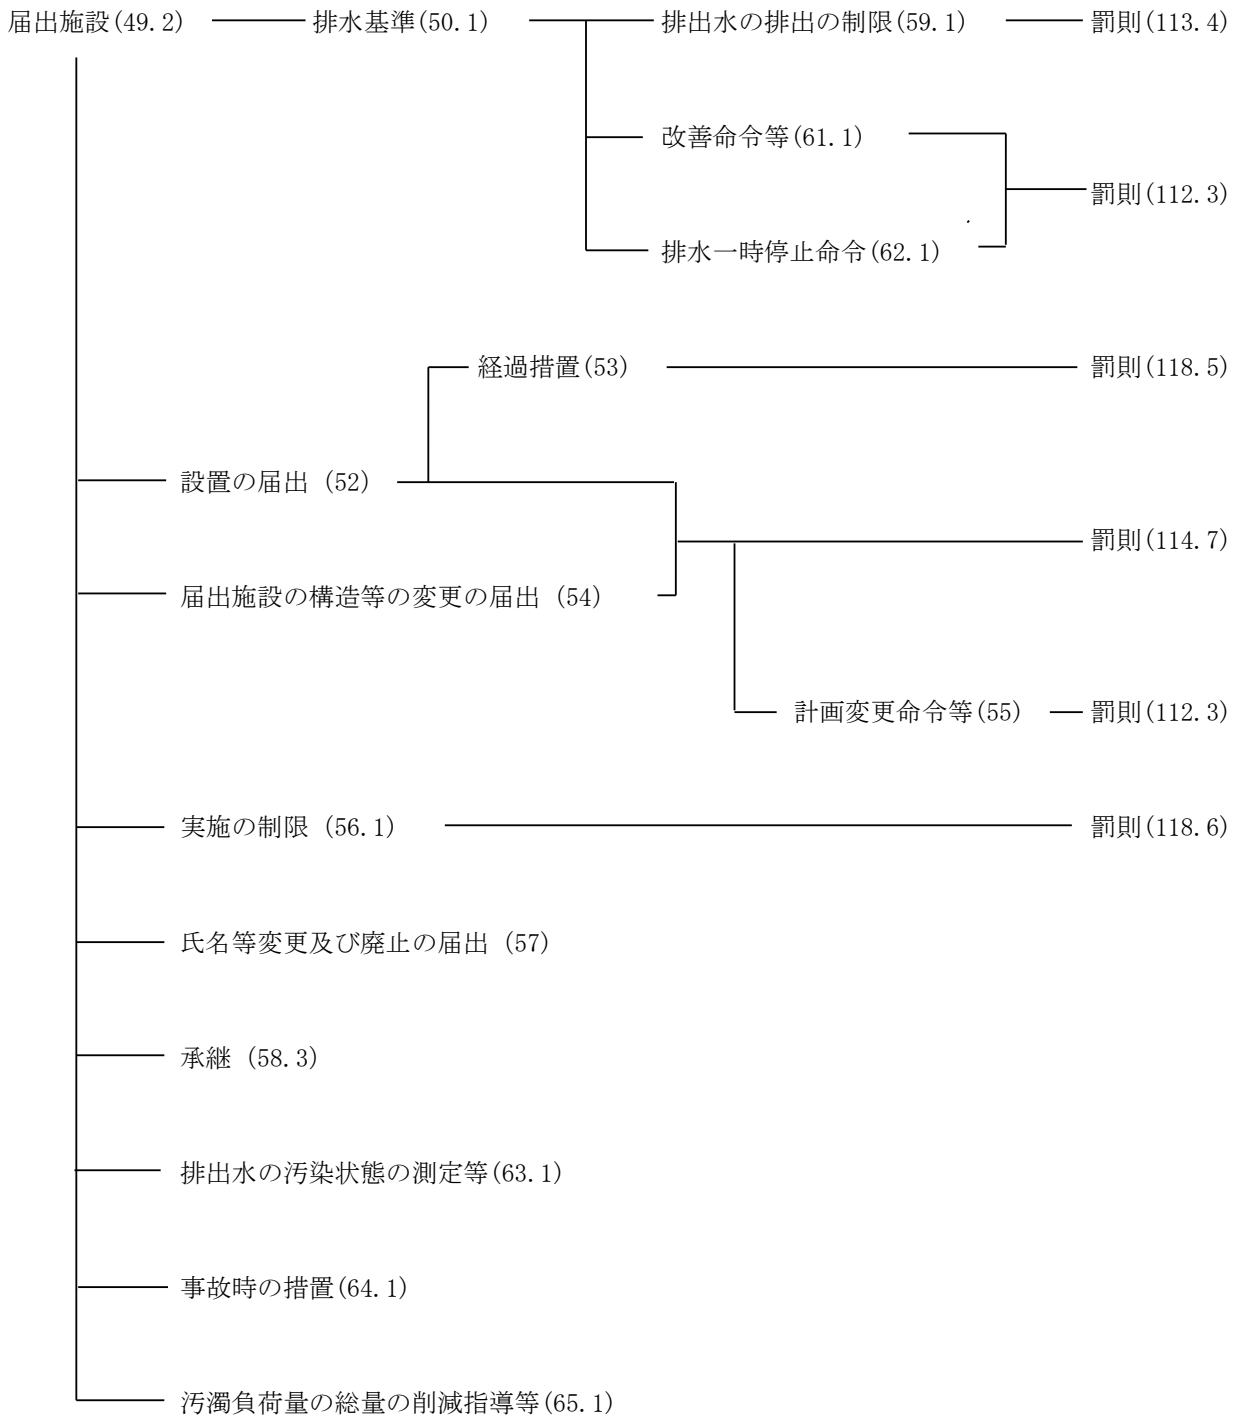 届出施設(49.2) 排水基準(50.1) 排出水の排出の制限(59.1) 罰則(113.4)
改善命令等(61.1)
罰則(112.3)
排水一時停止命令(62.1)
経過措置(53) 罰則(118.5)
設置の届出 (52)
罰則(114.7)
届出施設の構造等の変更の届出 (54)
計画変更命令等(55) 罰則(112.3)
実施の制限 (56.1) 罰則(118.6)
氏名等変更及び廃止の届出 (57)
承継 (58.3)
排出水の汚染状態の測定等(63.1)
事故時の措置(64.1)
汚濁負荷量の総量の削減指導等(65.1)